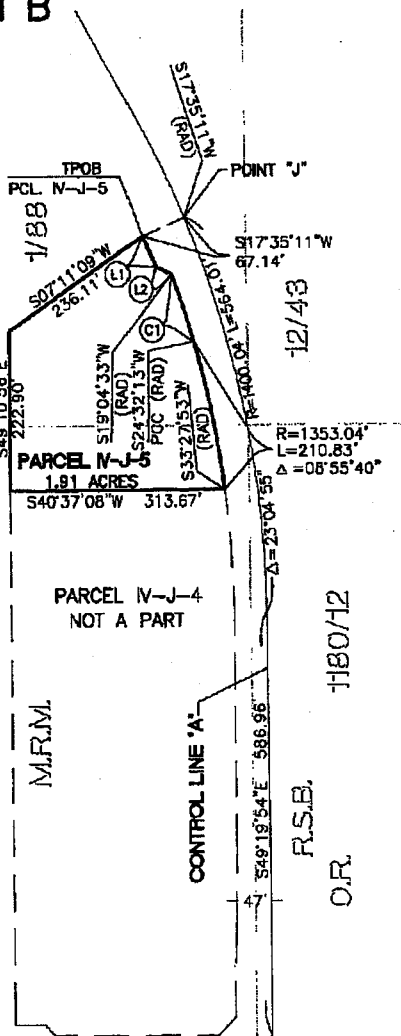 B
S17°35'11"W
(RAD)
TPOB
PCL. IV-J-5
POINT "J"
1/88
S17°35'11"W
67.14'
S07°11'09"W
236.11'
L1
L2
C1
R=1400.04' L=564.01'
12/43
S19°04'33"W
(RAD)
S24°32'13"W
POC (RAD)
S33°27'53"W
(RAD)
222.90'
R=1353.04'
L=210.83'
Δ=08°55'40"
PARCEL IV-J-5
1.91 ACRES
S40°37'08"W 313.67'
Δ=23°04'55"
PARCEL IV-J-4
NOT A PART
1180/12
M.R.M.
CONTROL LINE "A"
S49°19'54"E 586.96'
R.S.B.
O.R.
47'